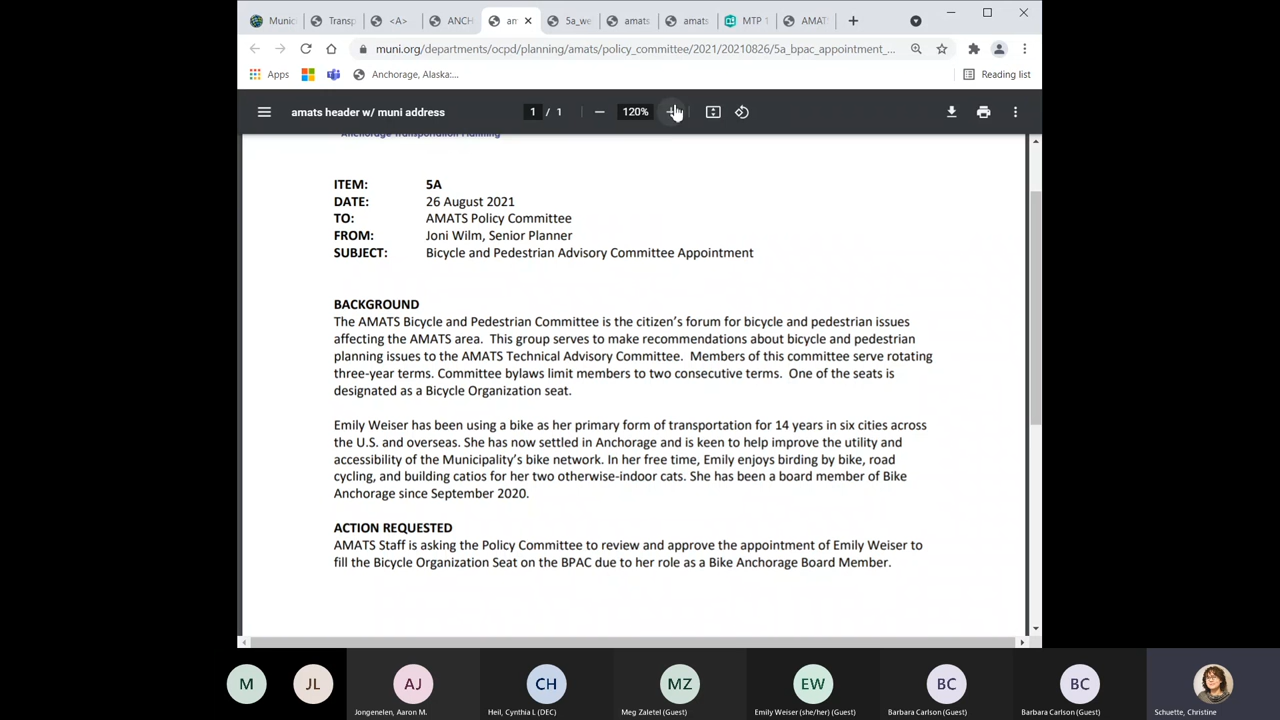 Munic
Transp
<A>
ANCH
am
5a_we
amats
amats
MTP
AMAT
muni.org/departments/ocpd/planning/amats/policy_committee/2021/20210826/5a_bpac_appointment_...
Apps
Anchorage, Alaska:...
Reading list
amats header w/ muni address
1 / 1
120%
Anchorage Transportation Planning
ITEM: 5A
DATE: 26 August 2021
TO: AMATS Policy Committee
FROM: Joni Wilm, Senior Planner
SUBJECT: Bicycle and Pedestrian Advisory Committee Appointment
BACKGROUND
The AMATS Bicycle and Pedestrian Committee is the citizen's forum for bicycle and pedestrian issues
affecting the AMATS area. This group serves to make recommendations about bicycle and pedestrian
planning issues to the AMATS Technical Advisory Committee. Members of this committee serve rotating
three-year terms. Committee bylaws limit members to two consecutive terms. One of the seats is
designated as a Bicycle Organization seat.
Emily Weiser has been using a bike as her primary form of transportation for 14 years in six cities across
the U.S. and overseas. She has now settled in Anchorage and is keen to help improve the utility and
accessibility of the Municipality's bike network. In her free time, Emily enjoys birding by bike, road
cycling, and building catios for her two otherwise-indoor cats. She has been a board member of Bike
Anchorage since September 2020.
ACTION REQUESTED
AMATS Staff is asking the Policy Committee to review and approve the appointment of Emily Weiser to
fill the Bicycle Organization Seat on the BPAC due to her role as a Bike Anchorage Board Member.
M
JL
AJ
CH
MZ
EW
BC
BC
Jongenelen, Aaron M.
Heil, Cynthia L (DEC)
Meg Zaletel (Guest)
Emily Weiser (she/her) (Guest)
Barbara Carlson (Guest)
Barbara Carlson (Guest)
Schuette, Christine